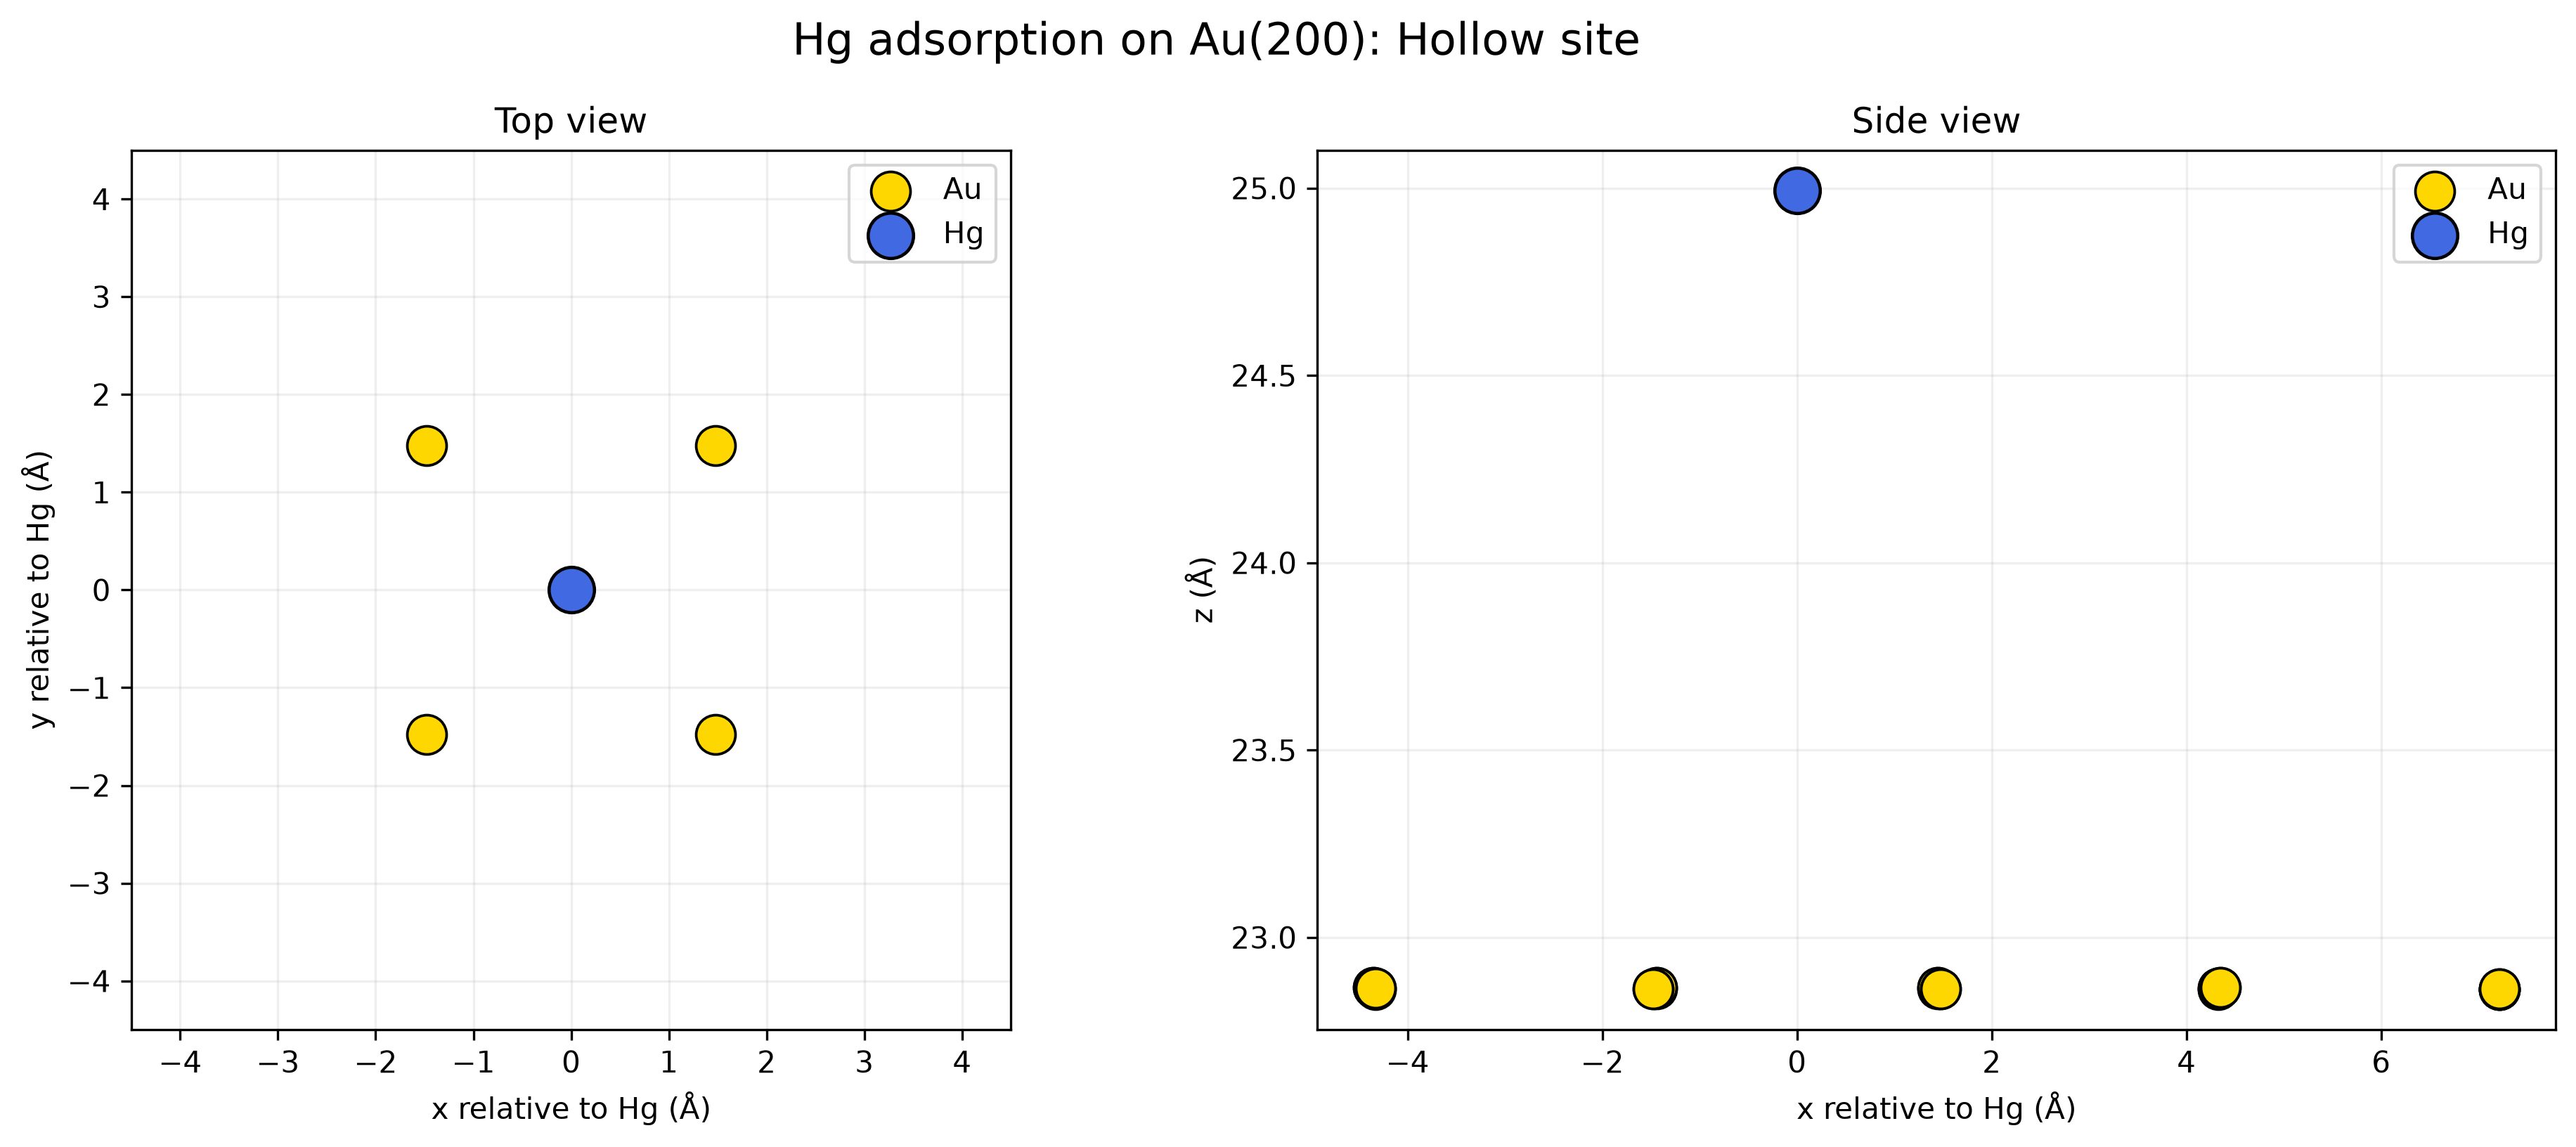 Hg adsorption on Au(200): Hollow site
Top view
Au
Hg
4
3
2
1
0
−1
−2
−3
−4
y relative to Hg (Å)
−4 −3 −2 −1 0 1 2 3 4
x relative to Hg (Å)
Side view
Au
Hg
25.0
24.5
24.0
23.5
23.0
z (Å)
−4 −2 0 2 4 6
x relative to Hg (Å)